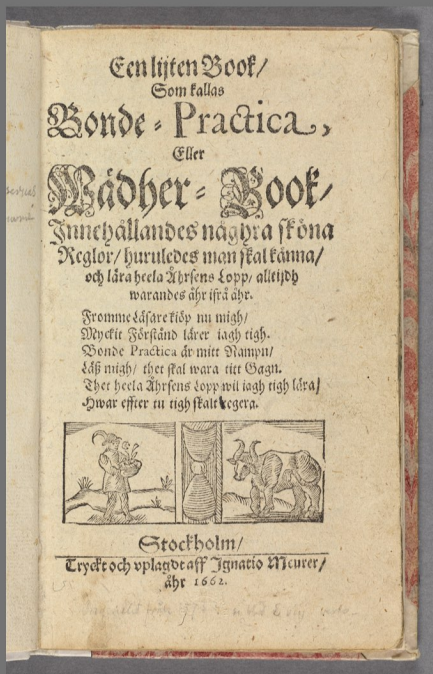 Een lijten Book/
Som kallas
Bonde-Practica,
Eller
Wädher-Book/
Innehållandes någhra sköna
Reglor/ huruledes man skal känna/
och lära heela Åhrsens Lopp/ alltijdh
warandes åhr ifrå åhr.
Fromme Läsare kiöp nu migh/
Myckit Förstånd lärer iagh tigh.
Bonde Practica är mitt Nampn/
Läß migh/ thet skal wara titt Gagn.
Thet heela Åhrsens Lopp wil iagh tigh lära/
Hwar effter tu tigh skalt regera.
Stockholm/
Tryckt och vplagdt aff Ignatio Meurer/
åhr 1662.